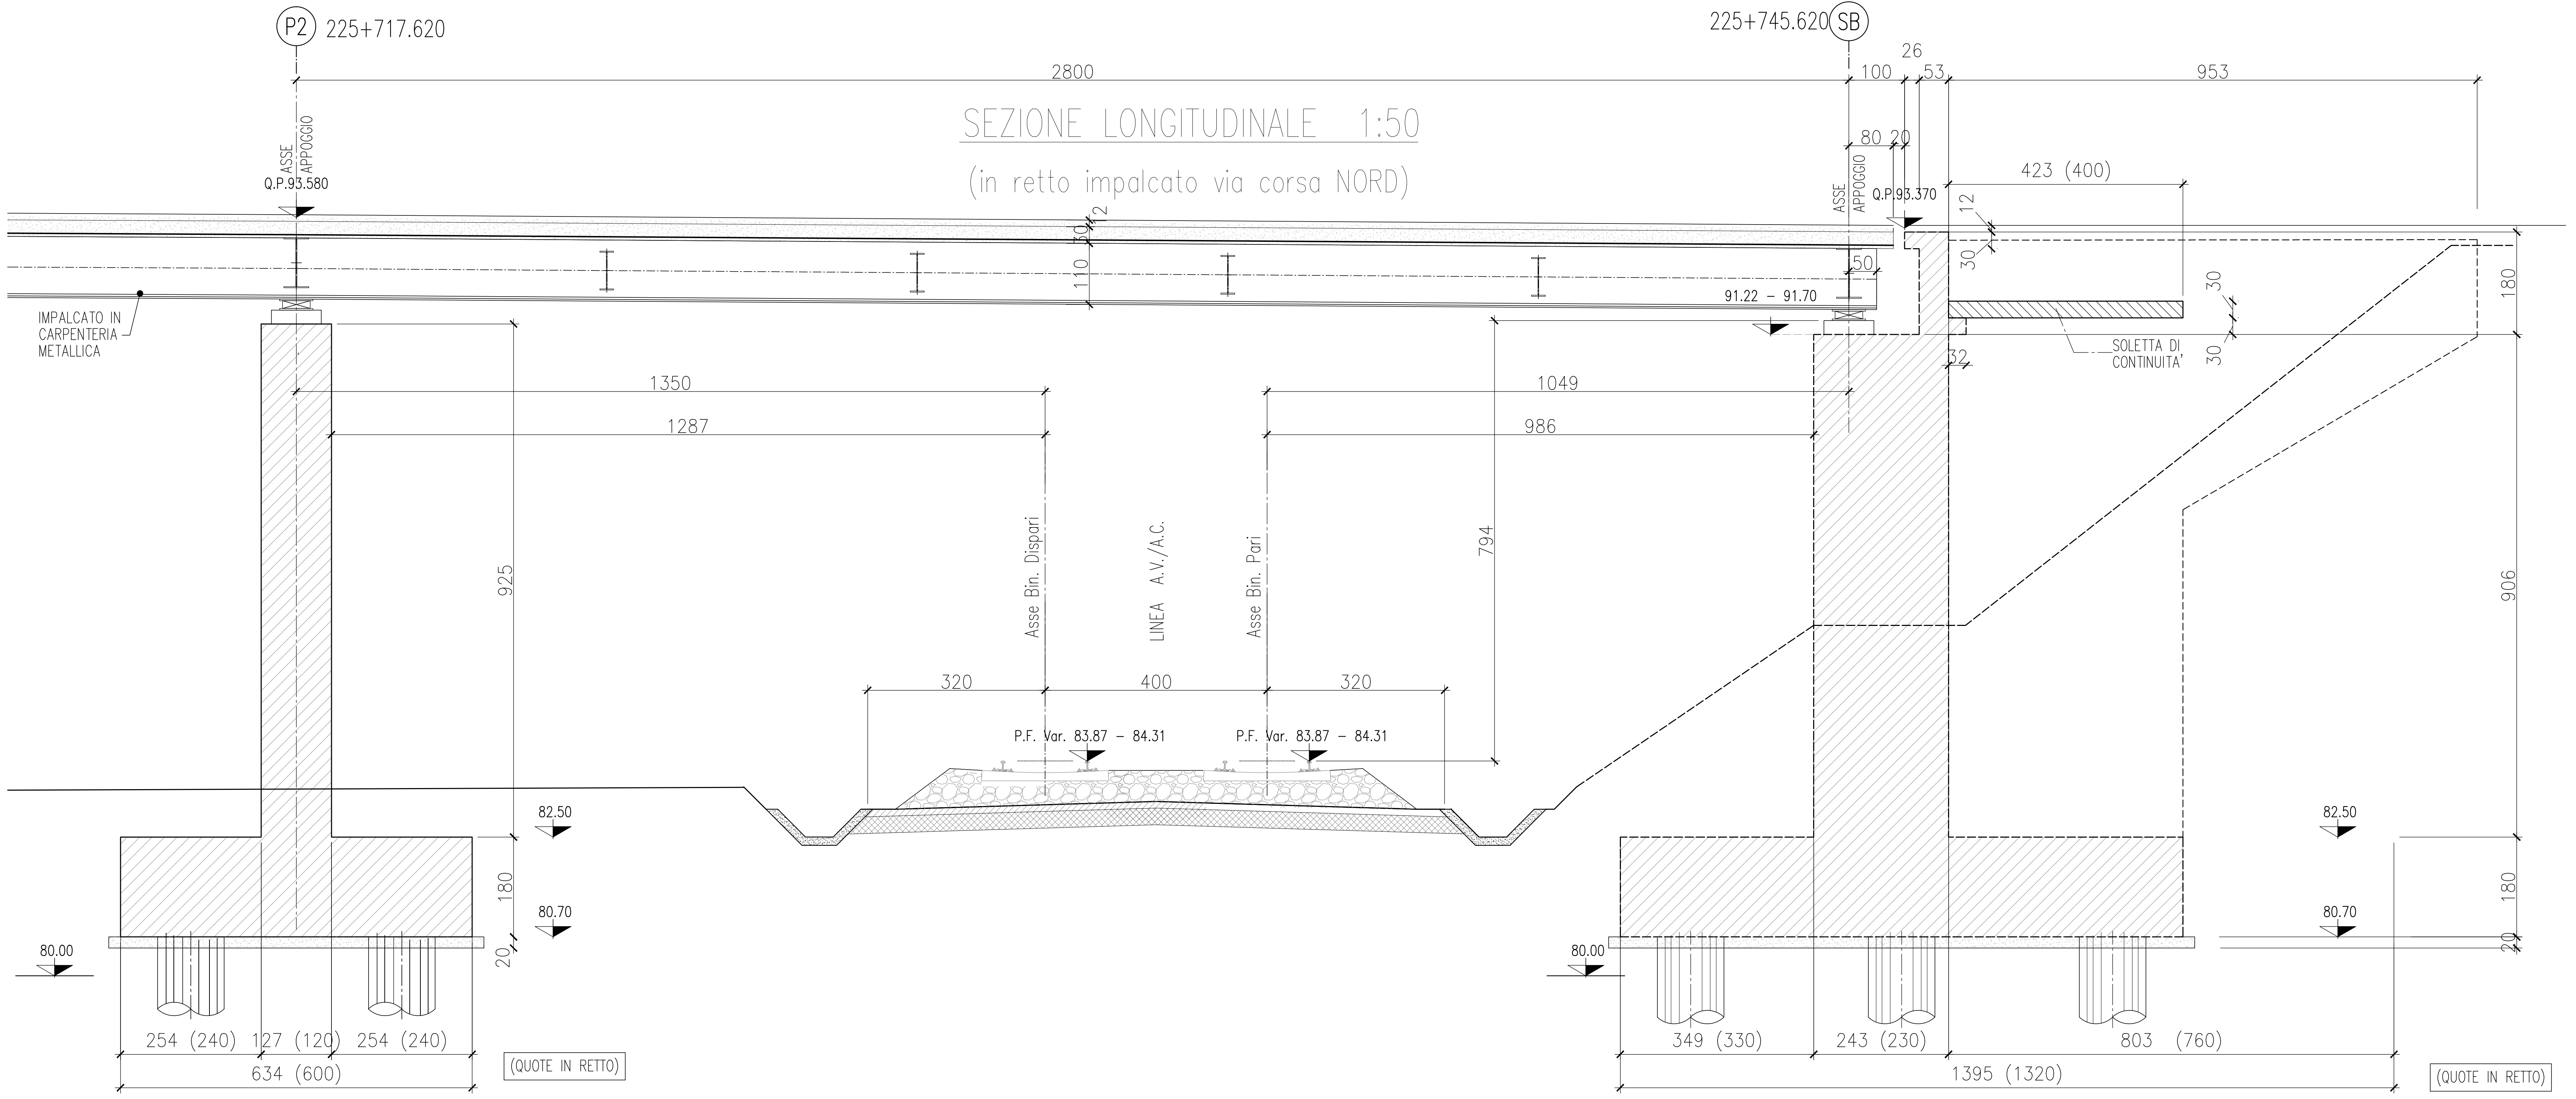 P2 225+717.620
225+745.620 SB
26
2800
100
53
953
SEZIONE LONGITUDINALE 1:50
(in retto impalcato via corsa NORD)
80 20
ASSE
APPOGGIO
ASSE
APPOGGIO
423 (400)
Q.P.93.580
Q.P.93.370
12
30
110
12
30
50
180
30
30
32
91.22 - 91.70
IMPALCATO IN
CARPENTERIA
METALLICA
SOLETTA DI
CONTINUITA'
1350
1049
1287
986
925
794
906
Asse Bin. Dispari
LINEA A.V./A.C.
Asse Bin. Pari
320
400
320
P.F. Var. 83.87 - 84.31
P.F. Var. 83.87 - 84.31
82.50
82.50
180
180
80.70
80.70
80.00
20
80.00
20
254 (240)
127 (120)
254 (240)
349 (330)
243 (230)
803 (760)
634 (600)
(QUOTE IN RETTO)
1395 (1320)
(QUOTE IN RETTO)